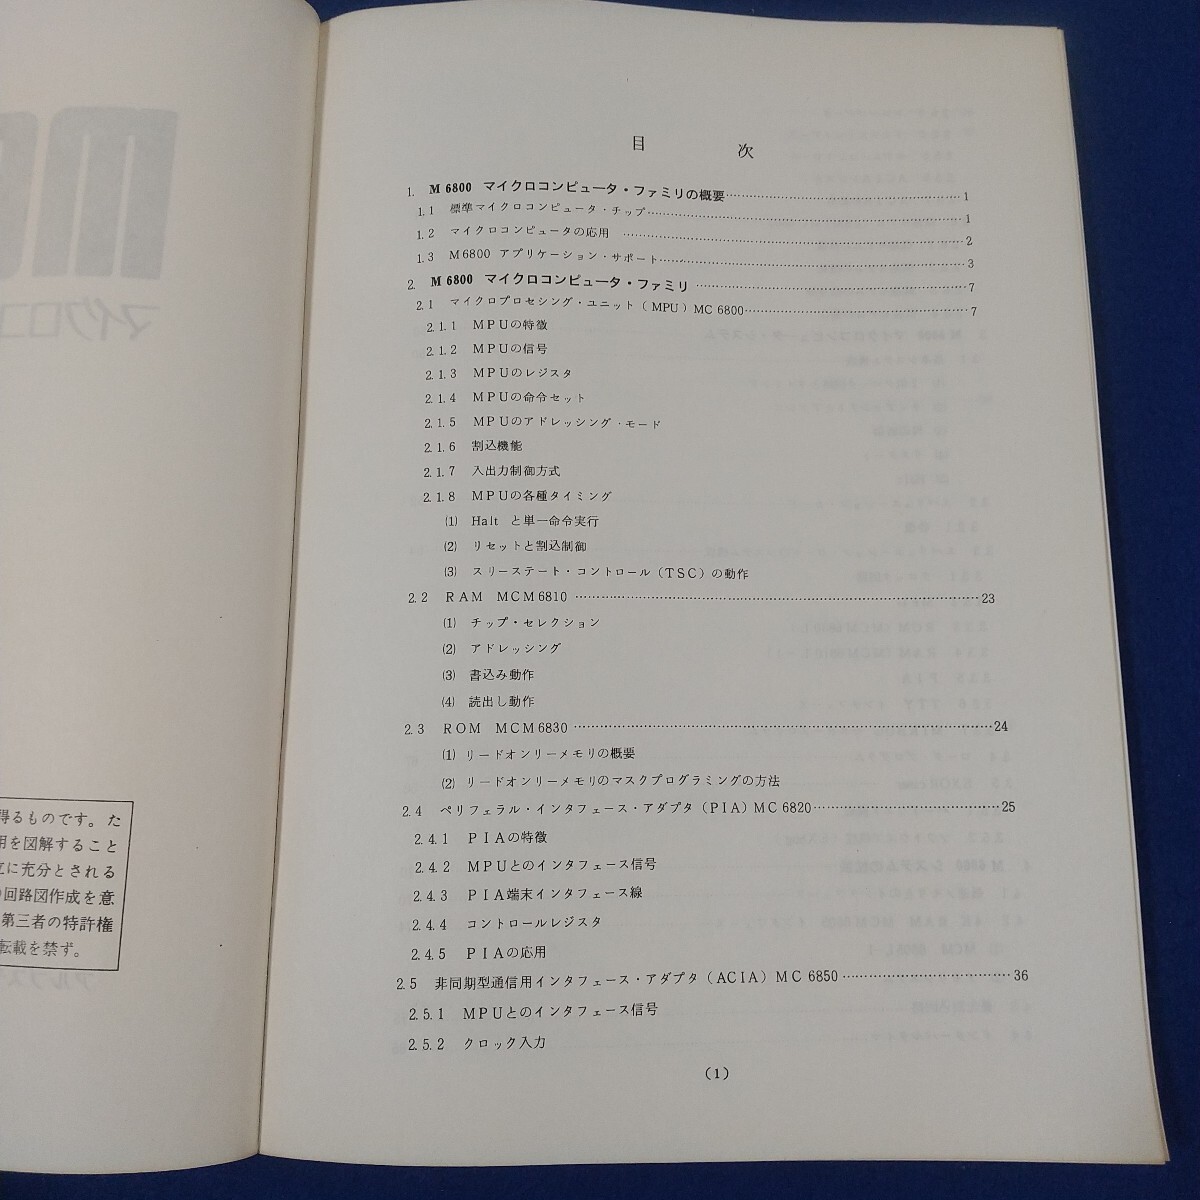 マイクロコ
得るものです。た
用を図解すること
立に充分とされる
の回路図作成を意
第三者の特許権
転載を禁ず。
目　次
1. M 6800 マイクロコンピュータ・ファミリの概要 1
1.1 標準マイクロコンピュータ・チップ 1
1.2 マイクロコンピュータの応用 2
1.3 M6800 アプリケーション・サポート 3
2. M 6800 マイクロコンピュータ・ファミリ 7
2.1 マイクロプロセシング・ユニット（MPU）MC 6800 7
2.1.1 MPUの特徴
2.1.2 MPUの信号
2.1.3 MPUのレジスタ
2.1.4 MPUの命令セット
2.1.5 MPUのアドレッシング・モード
2.1.6 割込機能
2.1.7 入出力制御方式
2.1.8 MPUの各種タイミング
(1) Halt と単一命令実行
(2) リセットと割込制御
(3) スリーステート・コントロール（TSC）の動作
2.2 RAM MCM 6810 23
(1) チップ・セレクション
(2) アドレッシング
(3) 書込み動作
(4) 読出し動作
2.3 ROM MCM 6830 24
(1) リードオンリーメモリの概要
(2) リードオンリーメモリのマスクプログラミングの方法
2.4 ペリフェラル・インタフェース・アダプタ（PIA）MC 6820 25
2.4.1 PIAの特徴
2.4.2 MPUとのインタフェース信号
2.4.3 PIA端末インタフェース線
2.4.4 コントロールレジスタ
2.4.5 PIAの応用
2.5 非同期型通信用インタフェース・アダプタ（ACIA）MC 6850 36
2.5.1 MPUとのインタフェース信号
2.5.2 クロック入力
（1）